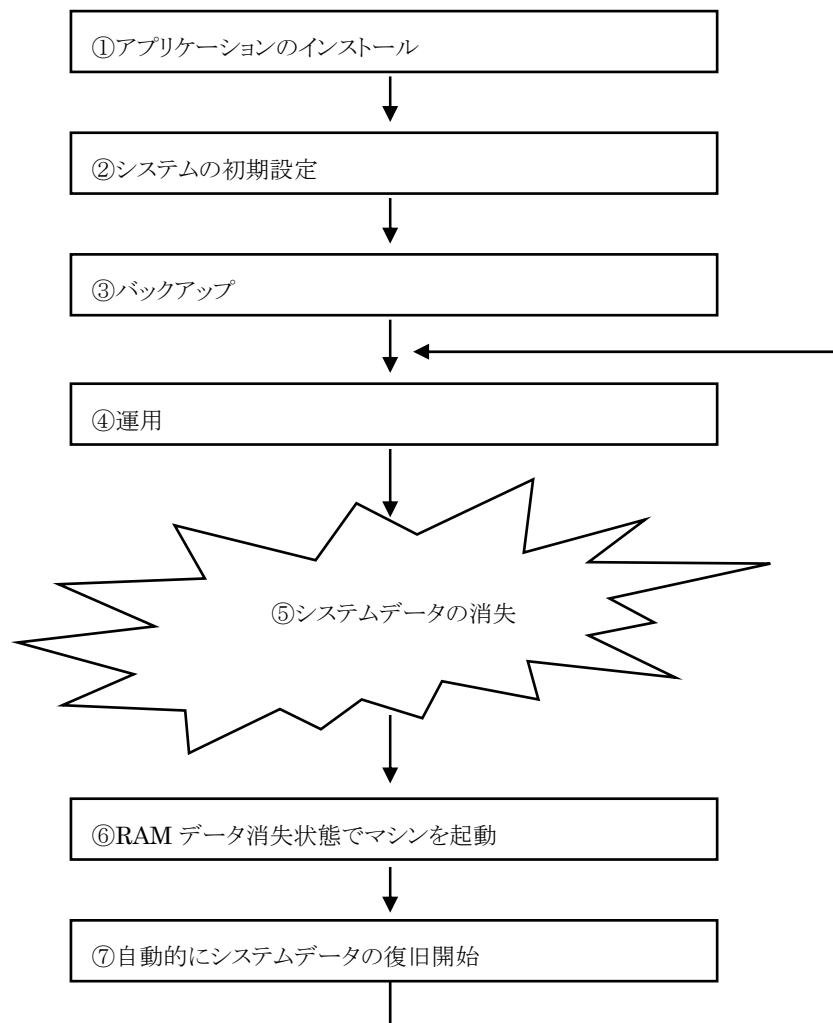 ①アプリケーションのインストール
②システムの初期設定
③バックアップ
④運用
⑤システムデータの消失
⑥RAM データ消失状態でマシンを起動
⑦自動的にシステムデータの復旧開始